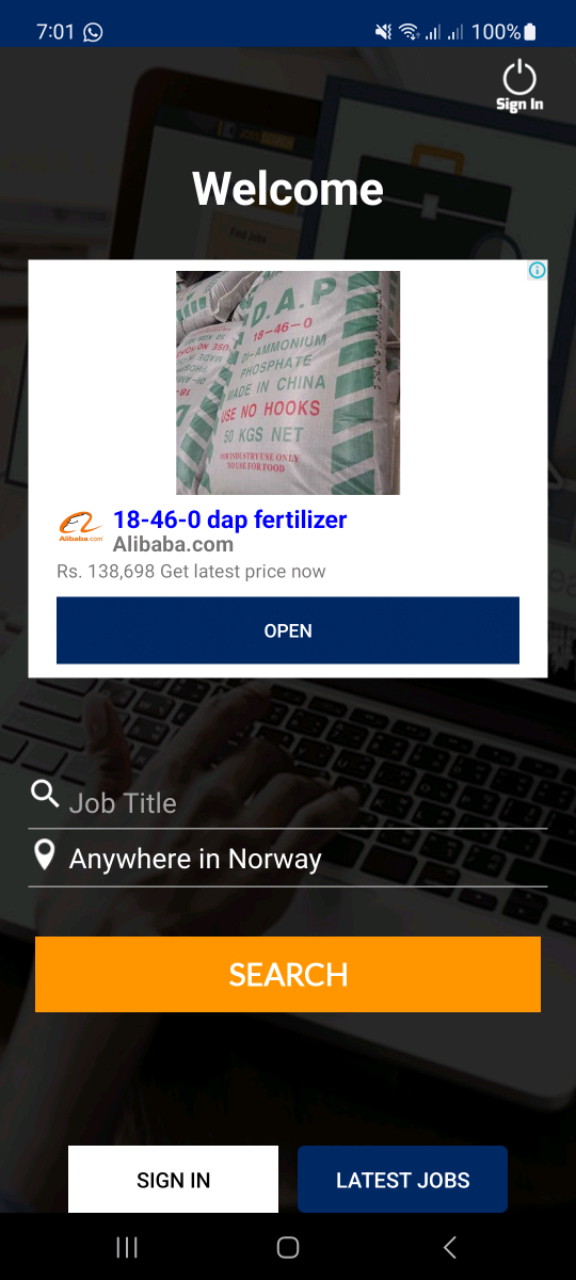 7:01
100%
Sign In
Welcome
D.A.P
18-46-0
DI-AMMONIUM
PHOSPHATE
MADE IN CHINA
USE NO HOOKS
50 KGS NET
FOR INDUSTRY USE ONLY
NO USE FOR FOOD
18-46-0 dap fertilizer
Alibaba.com
Alibaba.com
Rs. 138,698 Get latest price now
OPEN
Job Title
Anywhere in Norway
SEARCH
SIGN IN
LATEST JOBS